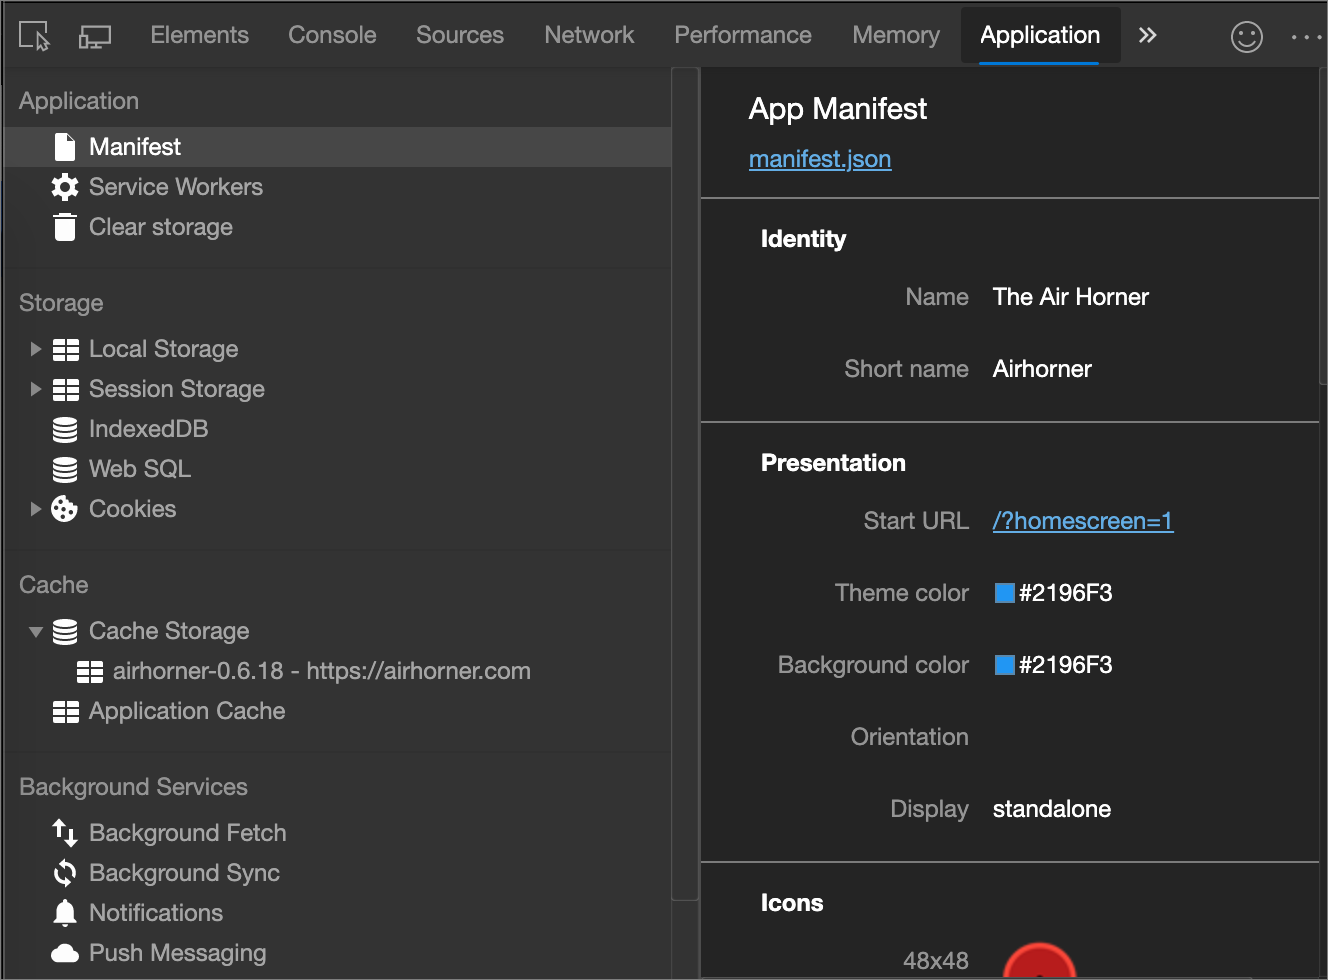 Elements Console Sources Network Performance Memory Application
Application
Manifest
Service Workers
Clear storage
Storage
Local Storage
Session Storage
IndexedDB
Web SQL
Cookies
Cache
Cache Storage
airhorner-0.6.18 - https://airhorner.com
Application Cache
Background Services
Background Fetch
Background Sync
Notifications
Push Messaging
App Manifest
manifest.json
Identity
Name The Air Horner
Short name Airhorner
Presentation
Start URL /?homescreen=1
Theme color #2196F3
Background color #2196F3
Orientation
Display standalone
Icons
48x48